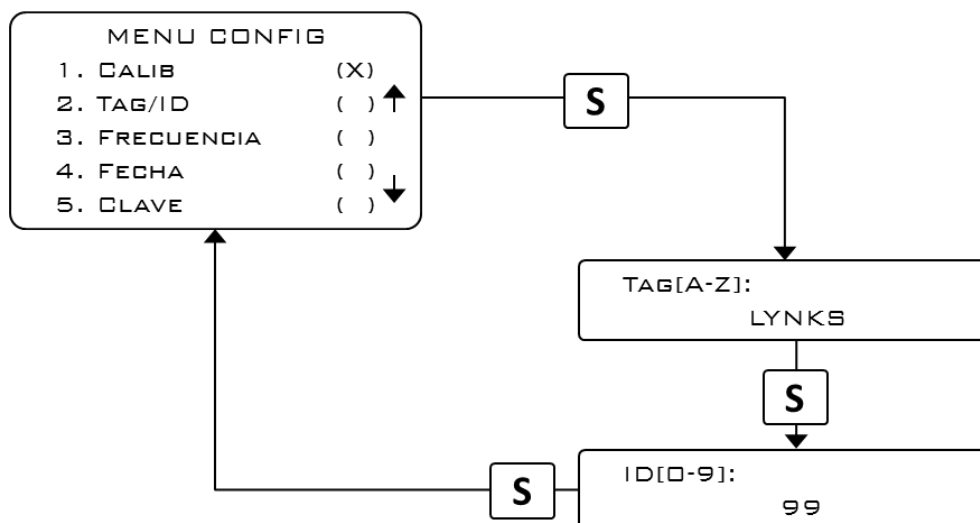 MENU CONFIG
1. CALIB (X)
2. TAG/ID ( )
3. FRECUENCIA ( )
4. FECHA ( )
5. CLAVE ( )
S
TAG[A-Z]:
LYNKS
S
ID[0-9]:
99
S